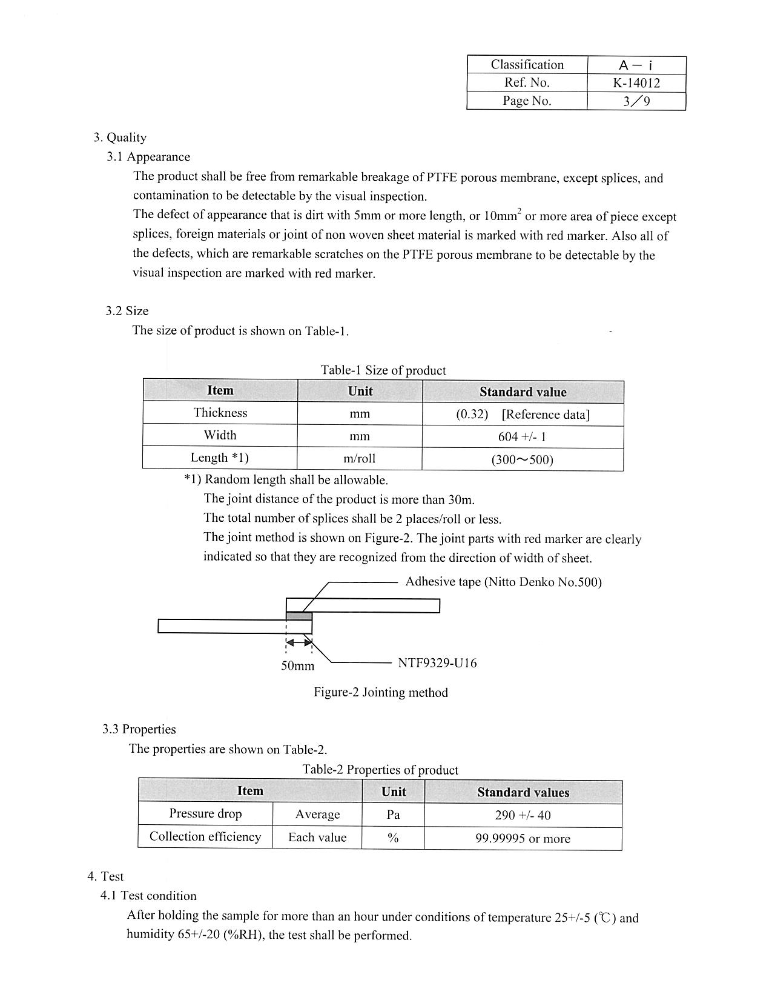 Classification A－ i
Ref. No. K-14012
Page No. 3／9
3. Quality
3.1 Appearance
The product shall be free from remarkable breakage of PTFE porous membrane, except splices, and
contamination to be detectable by the visual inspection.
The defect of appearance that is dirt with 5mm or more length, or 10mm² or more area of piece except
splices, foreign materials or joint of non woven sheet material is marked with red marker. Also all of
the defects, which are remarkable scratches on the PTFE porous membrane to be detectable by the
visual inspection are marked with red marker.
3.2 Size
The size of product is shown on Table-1.
Table-1 Size of product
Item Unit Standard value
Thickness mm (0.32) [Reference data]
Width mm 604 +/- 1
Length *1) m/roll (300～500)
*1) Random length shall be allowable.
The joint distance of the product is more than 30m.
The total number of splices shall be 2 places/roll or less.
The joint method is shown on Figure-2. The joint parts with red marker are clearly
indicated so that they are recognized from the direction of width of sheet.
Adhesive tape (Nitto Denko No.500)
50mm
NTF9329-U16
Figure-2 Jointing method
3.3 Properties
The properties are shown on Table-2.
Table-2 Properties of product
Item Unit Standard values
Pressure drop Average Pa 290 +/- 40
Collection efficiency Each value % 99.99995 or more
4. Test
4.1 Test condition
After holding the sample for more than an hour under conditions of temperature 25+/-5 (℃) and
humidity 65+/-20 (%RH), the test shall be performed.